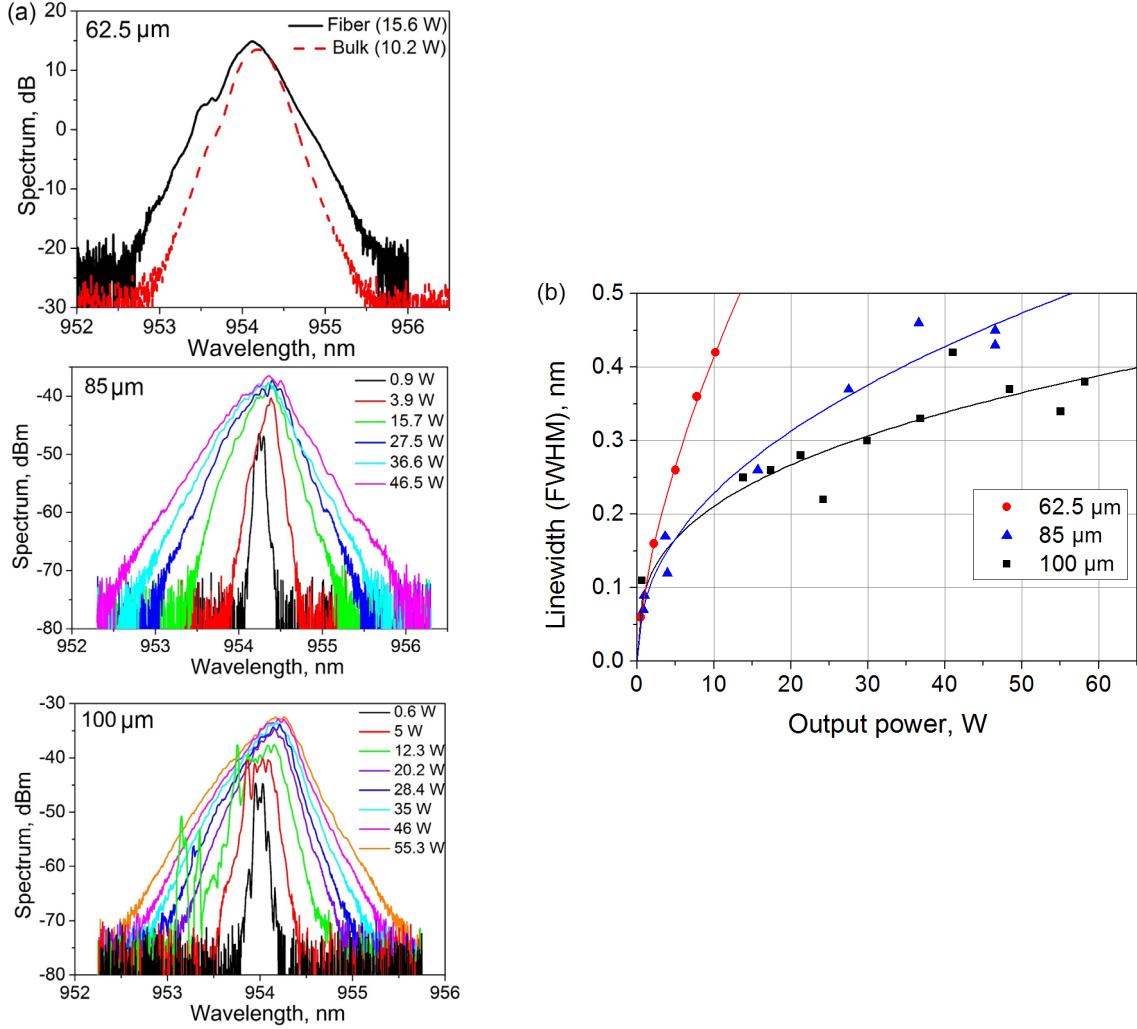 (a)
62.5 µm
Fiber (15.6 W)
Bulk (10.2 W)
20
10
0
-10
-20
-30
Spectrum, dB
952 953 954 955 956
Wavelength, nm
85 µm
0.9 W
3.9 W
15.7 W
27.5 W
36.6 W
46.5 W
-40
-50
-60
-70
-80
Spectrum, dBm
952 953 954 955 956
Wavelength, nm
100 µm
0.6 W
5 W
12.3 W
20.2 W
28.4 W
35 W
46 W
55.3 W
-30
-40
-50
-60
-70
-80
Spectrum, dBm
952 953 954 955 956
Wavelength, nm
(b)
0.5
0.4
0.3
0.2
0.1
0.0
Linewidth (FWHM), nm
62.5 µm
85 µm
100 µm
0 10 20 30 40 50 60
Output power, W